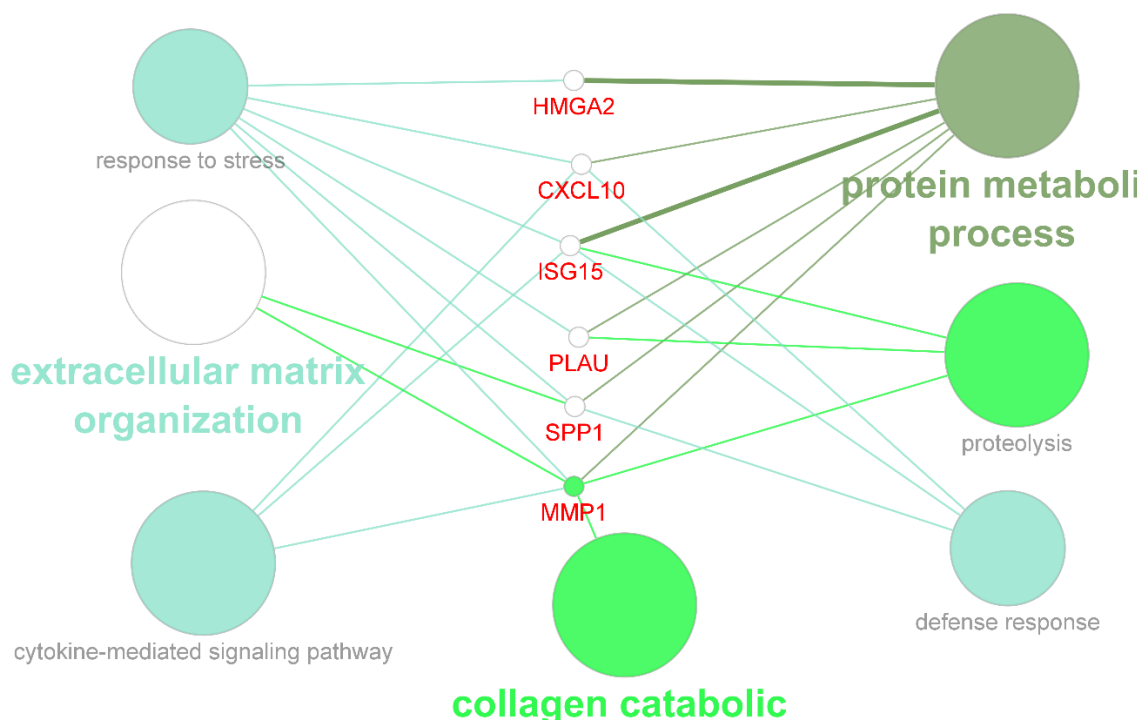 HMGA2
response to stress
CXCL10
protein metaboli
process
ISG15
extracellular matrix
organization
PLAU
SPP1
proteolysis
MMP1
defense response
cytokine-mediated signaling pathway
collagen catabolic